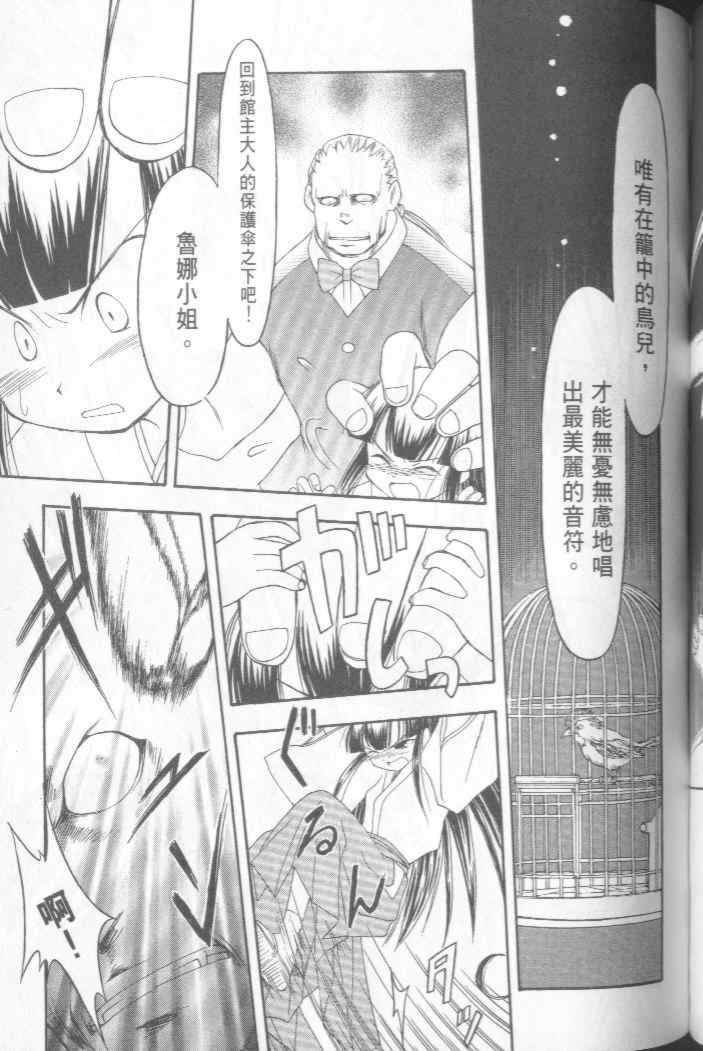 唯有在籠中的鳥兒，
才能無憂無慮地唱
出最美麗的音符。
回到館主大人的保護傘之下吧！
魯娜小姐。
ガ
しっ
ぐるん
啊！